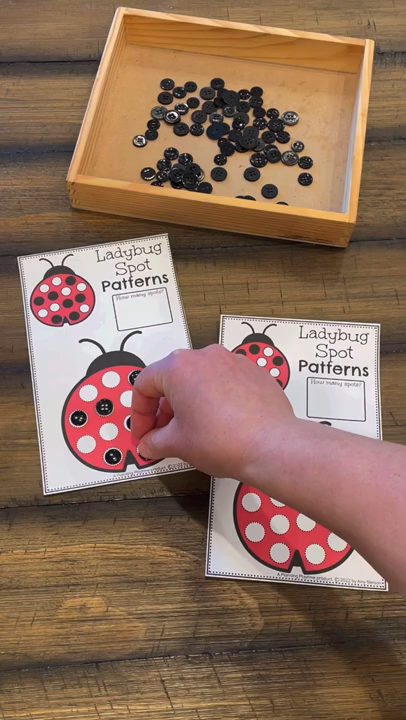 Ladybug
Spot
Patterns
How many spots?
Ladybug
Spot
Patterns
How many spots?